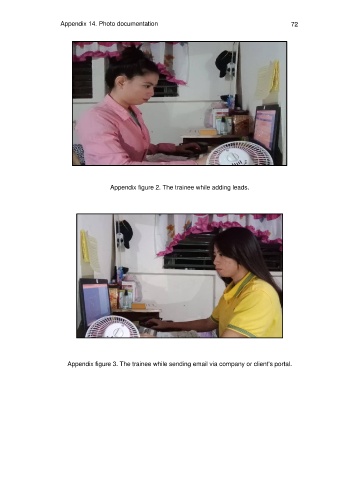 Appendix 14. Photo documentation 72
Appendix figure 2. The trainee while adding leads.
Appendix figure 3. The trainee while sending email via company or client's portal.